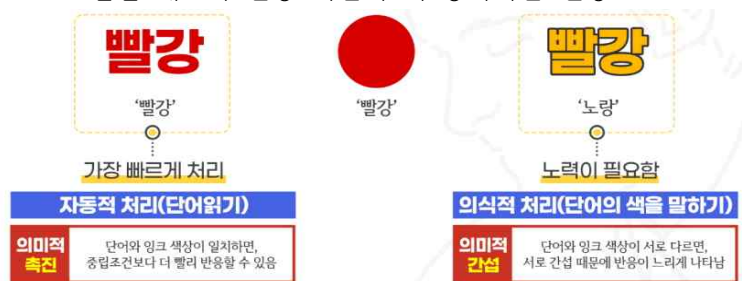 빨강
빨강
'빨강'
'빨강'
'노랑'
가장 빠르게 처리
노력이 필요함
자동적 처리(단어읽기)
의식적 처리(단어의 색을 말하기)
의미적
촉진
단어와 잉크 색상이 일치하면,
중립조건보다 더 빨리 반응할 수 있음
의미적
간섭
단어와 잉크 색상이 서로 다르면,
서로 간섭 때문에 반응이 느리게 나타남